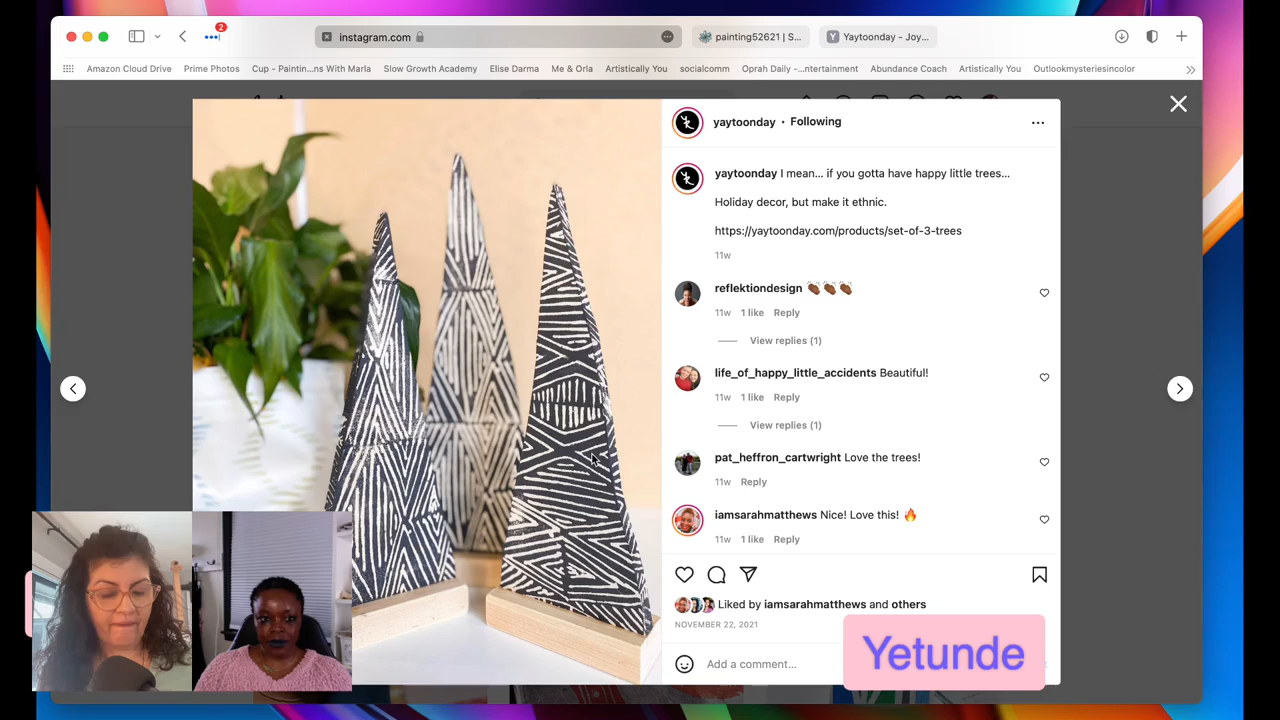 2
instagram.com
painting52621 | S...
Yaytoonday - Joy...
Amazon Cloud Drive
Prime Photos
Cup - Paintin...ns With Marla
Slow Growth Academy
Elise Darma
Me & Orla
Artistically You
socialcomm
Oprah Daily -...ntertainment
Abundance Coach
Artistically You
Outlookmysteriesincolor
yaytoonday • Following
yaytoonday I mean... if you gotta have happy little trees...
Holiday decor, but make it ethnic.
https://yaytoonday.com/products/set-of-3-trees
11w
reflektiondesign 👏🏾👏🏾👏🏾
11w 1 like Reply
View replies (1)
life_of_happy_little_accidents Beautiful!
11w 1 like Reply
View replies (1)
pat_heffron_cartwright Love the trees!
11w Reply
iamsarahmatthews Nice! Love this! 🔥
11w 1 like Reply
Liked by iamsarahmatthews and others
NOVEMBER 22, 2021
Add a comment...
Yetunde